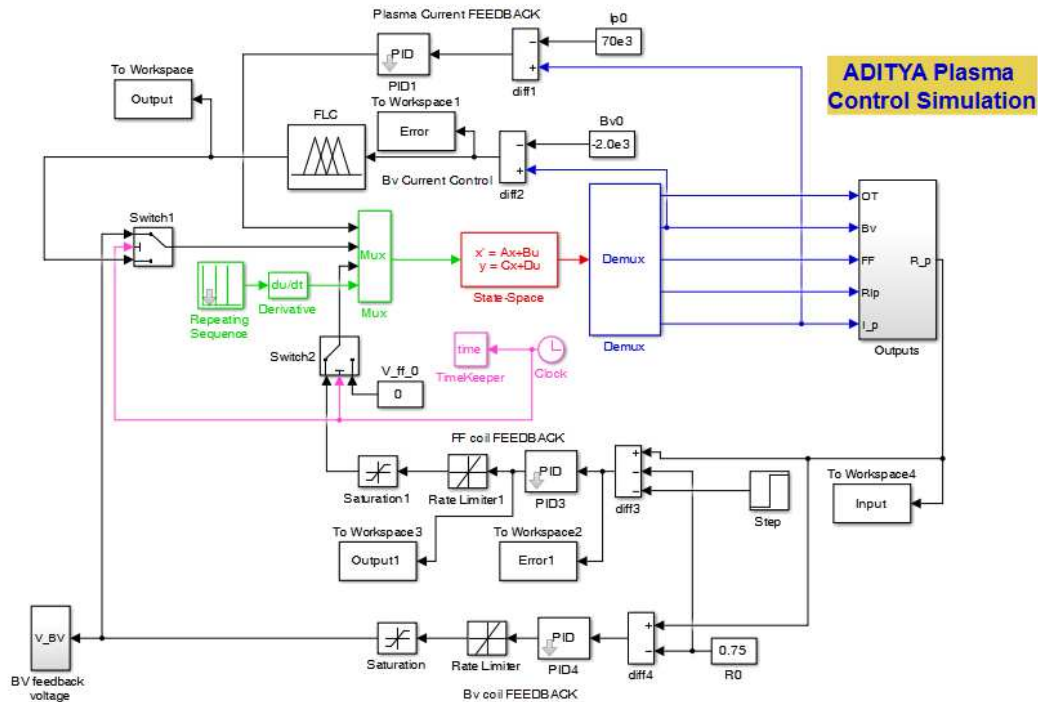 Plasma Current FEEDBACK
Ip0
70e3
PID
PID1
diff1
ADITYA Plasma
Control Simulation
To Workspace
Output
To Workspace1
Error
FLC
Bv0
-2.0e3
Bv Current Control
diff2
Switch1
Mux
Mux
x' = Ax+Bu
y = Cx+Du
State-Space
Demux
Demux
OT
Bv
FF
RIp
I_p
R_p
Outputs
Repeating
Sequence
du/dt
Derivative
Switch2
time
TimeKeeper
Clock
V_ff_0
0
FF coil FEEDBACK
Saturation1
Rate Limiter1
PID
PID3
diff3
Step
To Workspace4
Input
To Workspace3
Output1
To Workspace2
Error1
V_BV
BV feedback
voltage
Saturation
Rate Limiter
PID
PID4
diff4
0.75
R0
Bv coil FEEDBACK